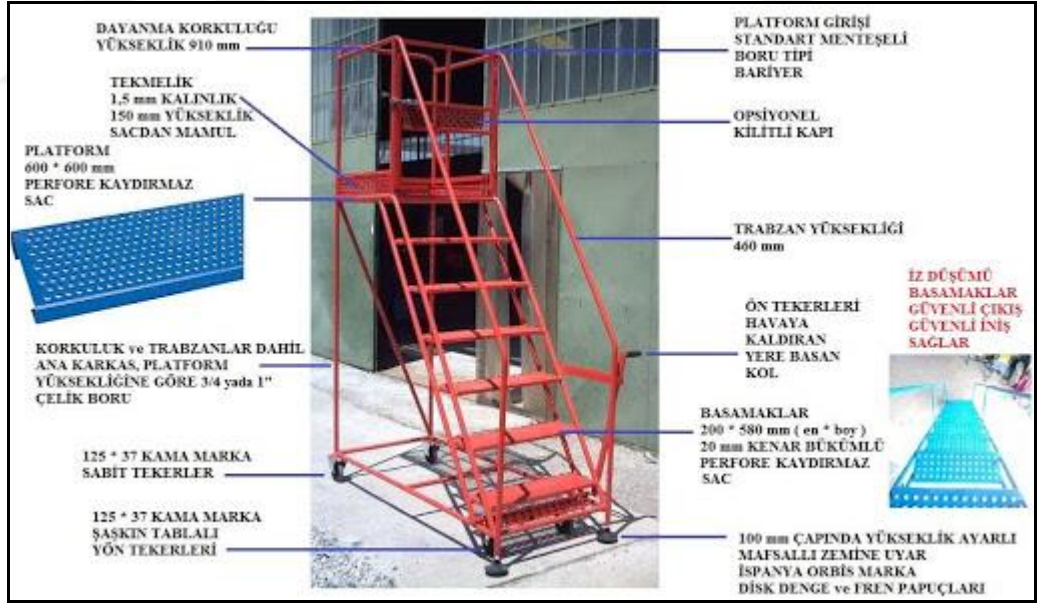 DAYANMA KORKULUĞU
YÜKSEKLİK 910 mm
TEKMELİK
1,5 mm KALINLIK
150 mm YÜKSEKLİK
SACDAN MAMUL
PLATFORM
600 * 600 mm
PERFORE KAYDIRMAZ
SAC
KORKULUK ve TRABZANLAR DAHİL
ANA KARKAS, PLATFORM
YÜKSEKLİĞİNE GÖRE 3/4 yada 1"
ÇELİK BORU
125 * 37 KAMA MARKA
SABİT TEKERLER
125 * 37 KAMA MARKA
ŞAŞKIN TABLALI
YÖN TEKERLERİ
PLATFORM GİRİŞİ
STANDART MENTEŞELİ
BORU TİPİ
BARİYER
OPSİYONEL
KİLİTLİ KAPI
TRABZAN YÜKSEKLİĞİ
460 mm
ÖN TEKERLERİ
HAVAYA
KALDIRAN
YERE BASAN
KOL
İZ DÜŞÜMÜ
BASAMAKLAR
GÜVENLİ ÇIKIŞ
GÜVENLİ İNİŞ
SAĞLAR
BASAMAKLAR
200 * 580 mm ( en * boy )
20 mm KENAR BÜKÜMLÜ
PERFORE KAYDIRMAZ
SAC
100 mm ÇAPINDA YÜKSEKLİK AYARLI
MAFSALLI ZEMİNE UYAR
İSPANYA ORBİS MARKA
DİSK DENGE ve FREN PAPUÇLARI